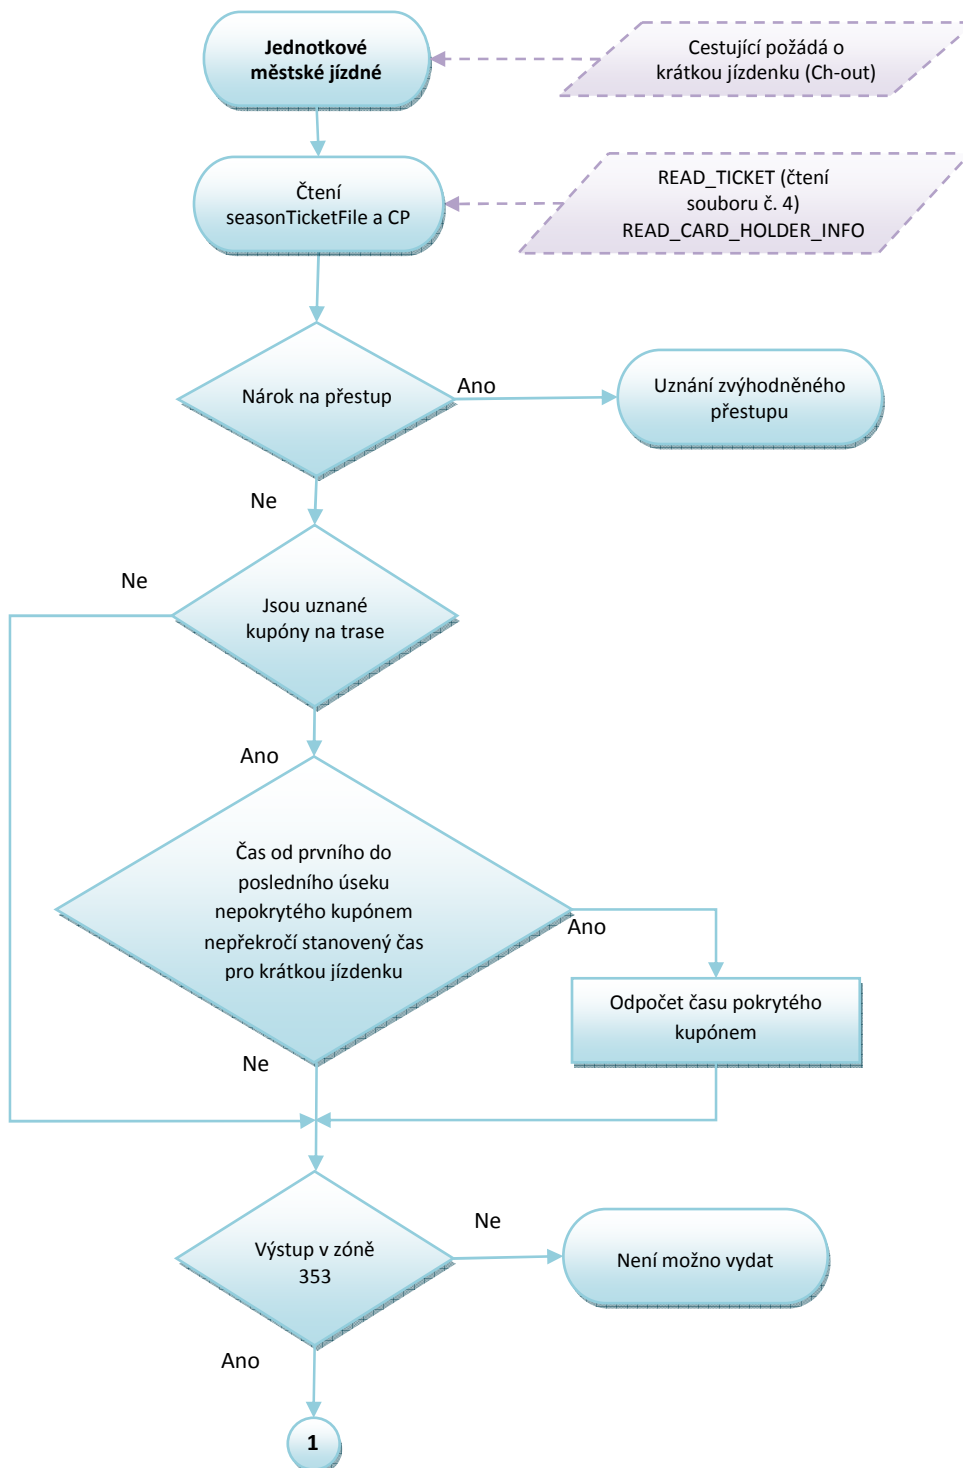 Jednotkové
městské jízdné
Cestující požádá o
krátkou jízdenku (Ch-out)
Čtení
seasonTicketFile a CP
READ_TICKET (čtení
souboru č. 4)
READ_CARD_HOLDER_INFO
Nárok na přestup
Ano
Uznání zvýhodněného
přestupu
Ne
Ne
Jsou uznané
kupóny na trase
Ano
Čas od prvního do
posledního úseku
nepokrytého kupónem
nepřekročí stanovený čas
pro krátkou jízdenku
Ano
Odpočet času pokrytého
kupónem
Ne
Výstup v zóně
353
Ne
Není možno vydat
Ano
1